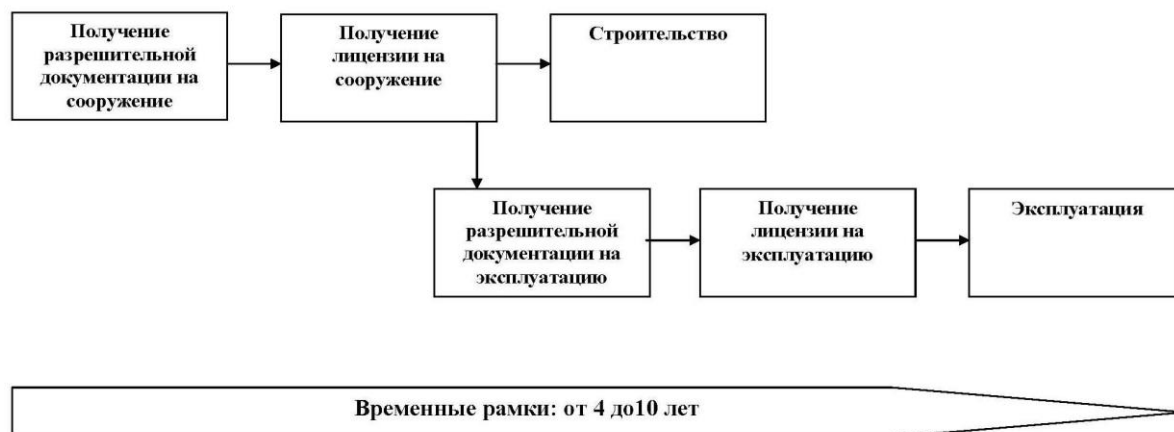 Получение
разрешительной
документации на
сооружение
Получение
лицензии на
сооружение
Строительство
Получение
разрешительной
документации на
эксплуатацию
Получение
лицензии на
эксплуатацию
Эксплуатация
Временные рамки: от 4 до10 лет